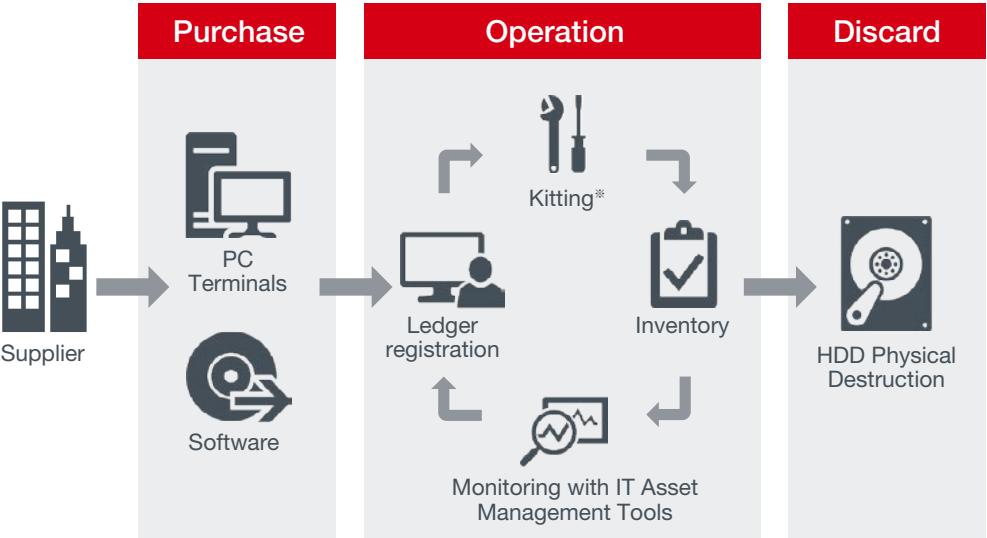 Purchase
Operation
Discard
Supplier
PC
Terminals
Software
Kitting※
Ledger
registration
Inventory
Monitoring with IT Asset
Management Tools
HDD Physical
Destruction